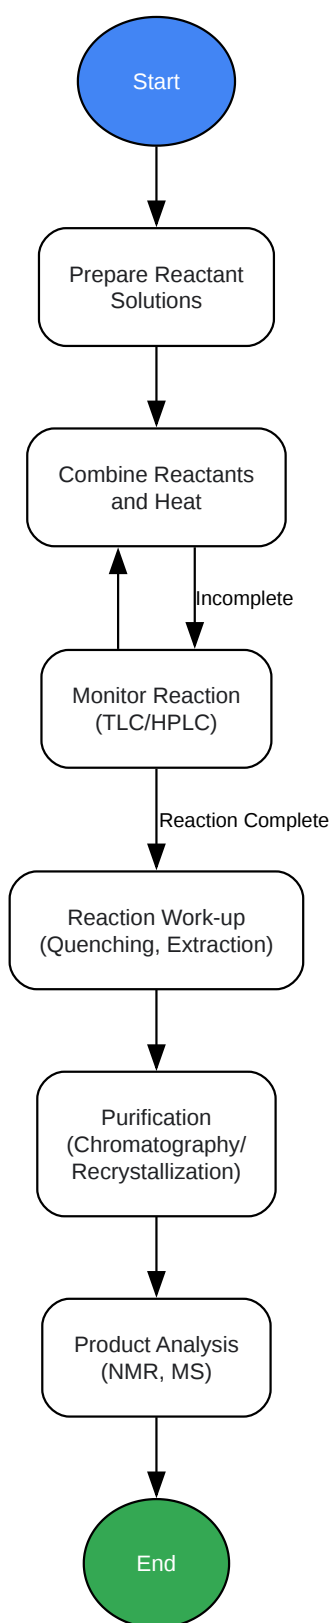 Start
Prepare Reactant
Solutions
Combine Reactants
and Heat
Incomplete
Monitor Reaction
(TLC/HPLC)
Reaction Complete
Reaction Work-up
(Quenching, Extraction)
Purification
(Chromatography/
Recrystallization)
Product Analysis
(NMR, MS)
End